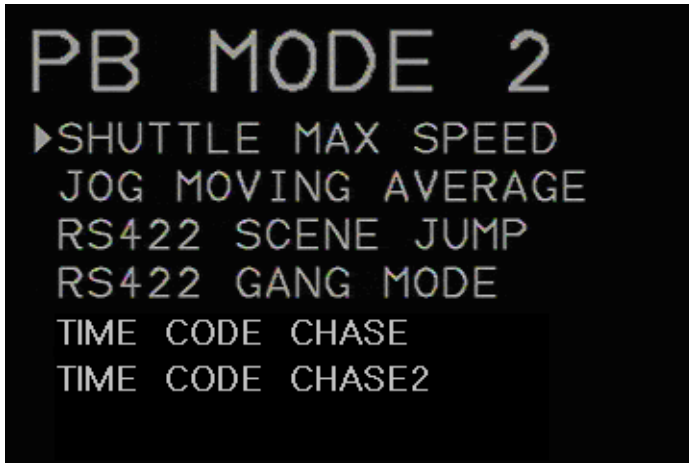 PB MODE 2
▶SHUTTLE MAX SPEED
JOG MOVING AVERAGE
RS422 SCENE JUMP
RS422 GANG MODE
TIME CODE CHASE
TIME CODE CHASE2